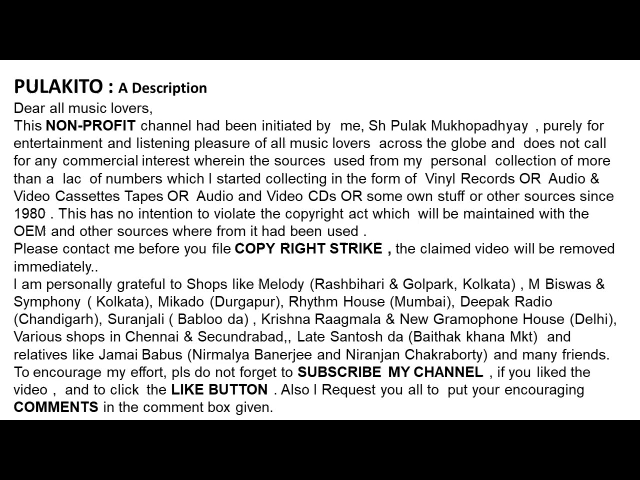 PULAKITO : A Description
Dear all music lovers,
This NON-PROFIT channel had been initiated by me, Sh Pulak Mukhopadhyay , purely for
entertainment and listening pleasure of all music lovers across the globe and does not call
for any commercial interest wherein the sources used from my personal collection of more
than a lac of numbers which I started collecting in the form of Vinyl Records OR Audio &
Video Cassettes Tapes OR Audio and Video CDs OR some own stuff or other sources since
1980 . This has no intention to violate the copyright act which will be maintained with the
OEM and other sources where from it had been used .
Please contact me before you file COPY RIGHT STRIKE , the claimed video will be removed
immediately..
I am personally grateful to Shops like Melody (Rashbihari & Golpark, Kolkata) , M Biswas &
Symphony ( Kolkata), Mikado (Durgapur), Rhythm House (Mumbai), Deepak Radio
(Chandigarh), Suranjali ( Babloo da) , Krishna Raagmala & New Gramophone House (Delhi),
Various shops in Chennai & Secundrabad,, Late Santosh da (Baithak khana Mkt) and
relatives like Jamai Babus (Nirmalya Banerjee and Niranjan Chakraborty) and many friends.
To encourage my effort, pls do not forget to SUBSCRIBE MY CHANNEL , if you liked the
video , and to click the LIKE BUTTON . Also I Request you all to put your encouraging
COMMENTS in the comment box given.